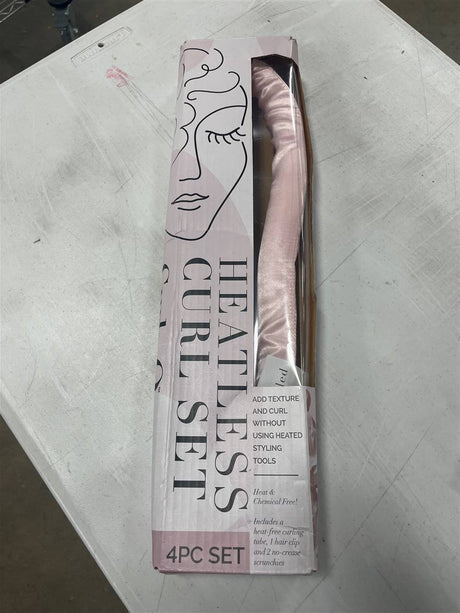 HEATLESS
CURL SET
ADD TEXTURE
AND CURL
WITHOUT
USING HEATED
STYLING
TOOLS
Heat &
Chemical Free!
Includes a
heat-free curling
tube, 1 hair clip
and 2 no-crease
scrunchies
4PC SET